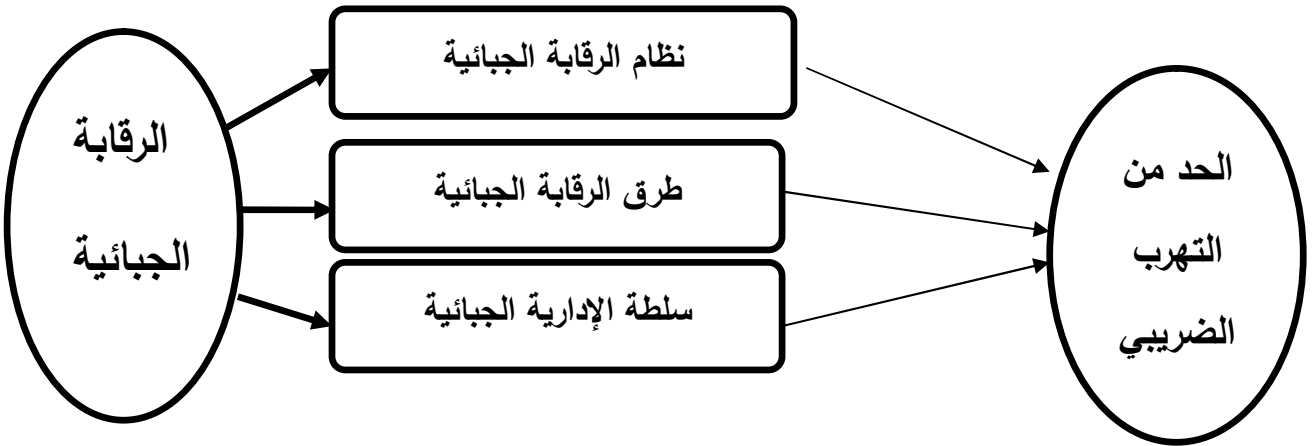 الرقابة
الجبائية
نظام الرقابة الجبائية
طرق الرقابة الجبائية
سلطة الإدارية الجبائية
الحد من
التهرب
الضريبي